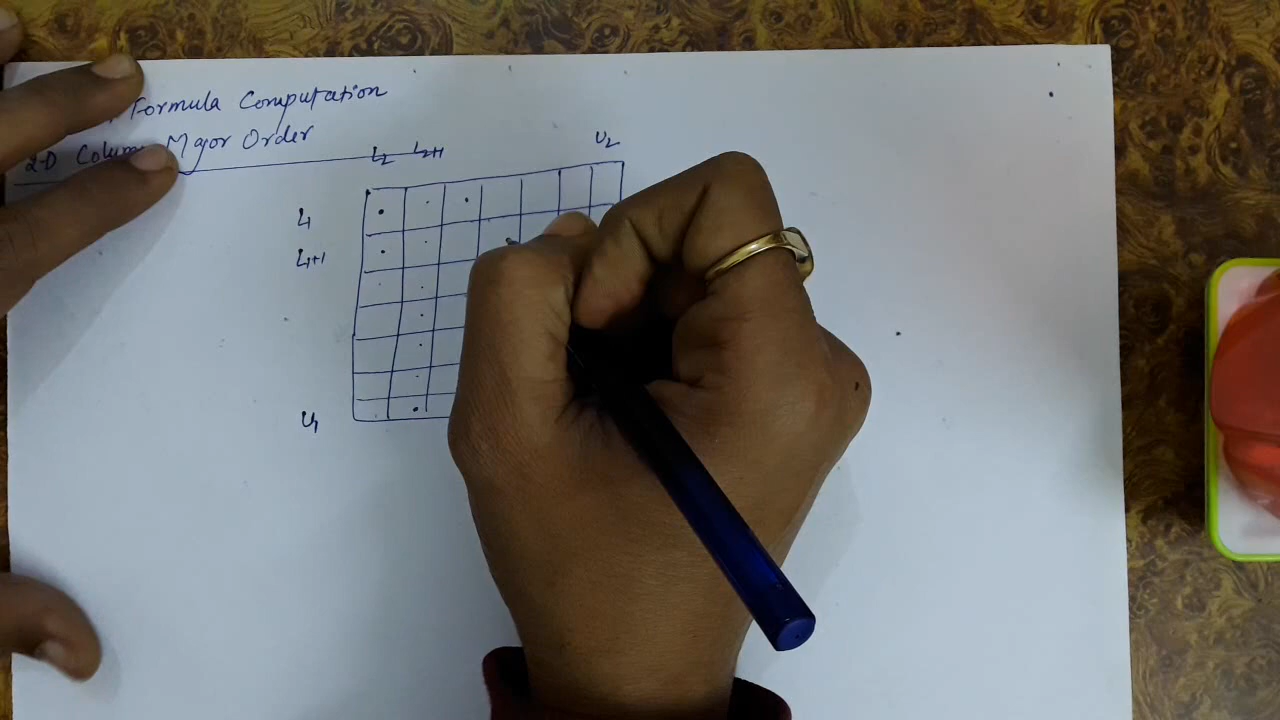 Formula Computation
2-D Column Major Order
L2 L2+1 U2
L1
L1+1
U1